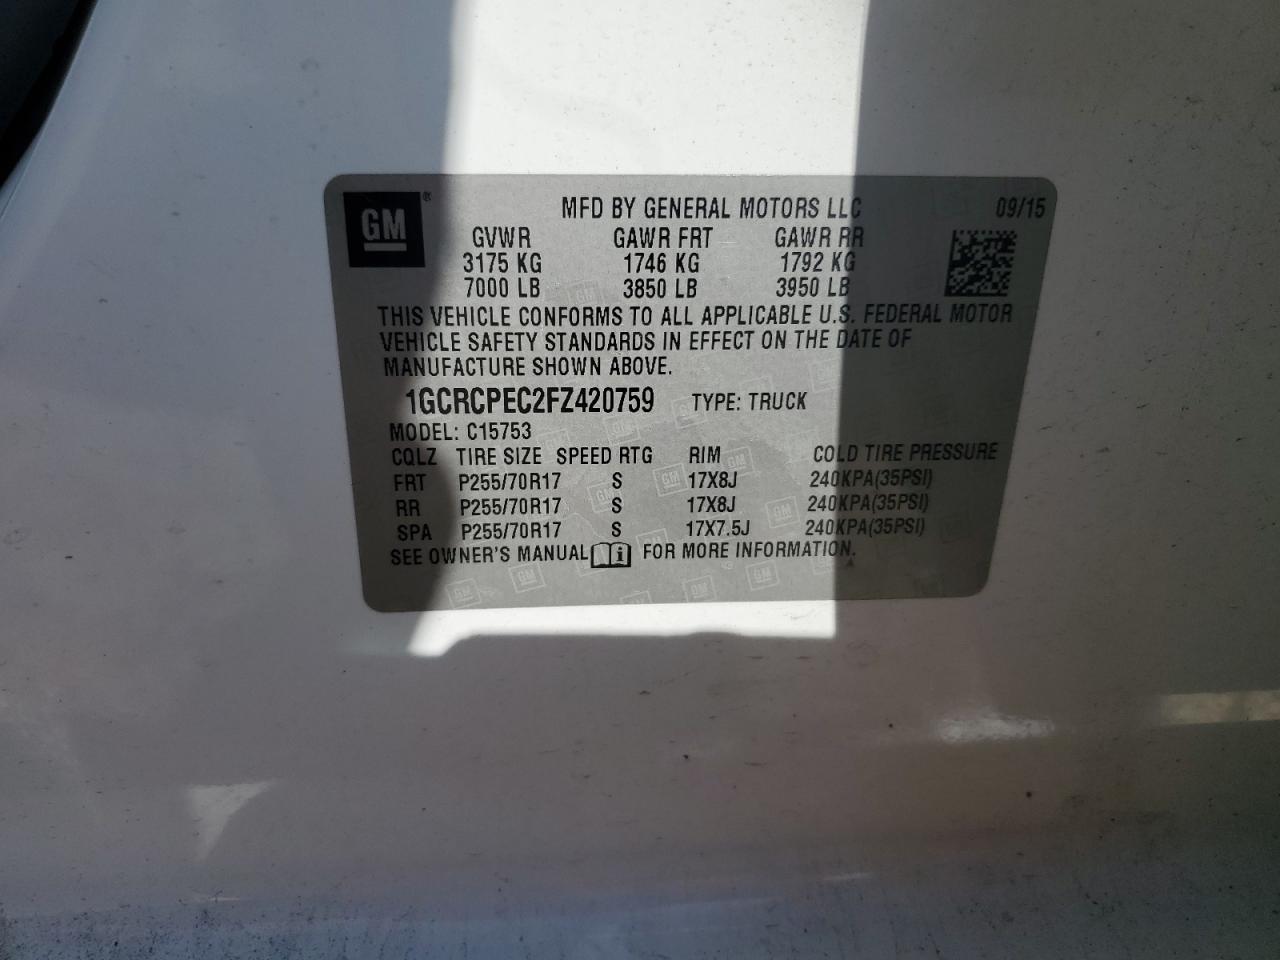 GM ® MFD BY GENERAL MOTORS LLC 09/15
GVWR GAWR FRT GAWR RR
3175 KG 1746 KG 1792 KG
7000 LB 3850 LB 3950 LB
THIS VEHICLE CONFORMS TO ALL APPLICABLE U.S. FEDERAL MOTOR
VEHICLE SAFETY STANDARDS IN EFFECT ON THE DATE OF
MANUFACTURE SHOWN ABOVE.
1GCRCPEC2FZ420759 TYPE: TRUCK
MODEL: C15753
CQLZ TIRE SIZE SPEED RTG RIM COLD TIRE PRESSURE
FRT P255/70R17 S 17X8J 240KPA(35PSI)
RR P255/70R17 S 17X8J 240KPA(35PSI)
SPA P255/70R17 S 17X7.5J 240KPA(35PSI)
SEE OWNER'S MANUAL i FOR MORE INFORMATION.